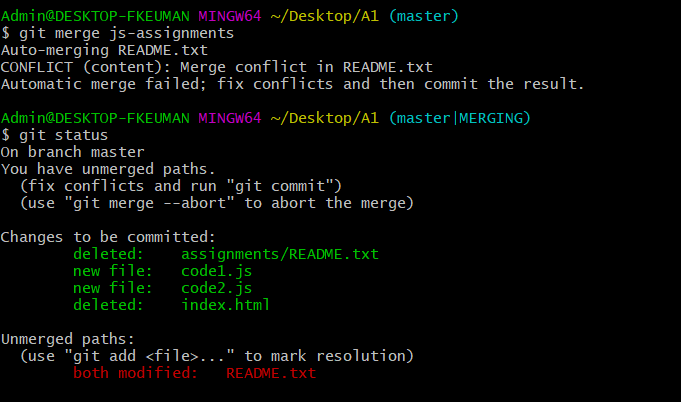 Admin@DESKTOP-FKEUMAN MINGW64 ~/Desktop/A1 (master)
$ git merge js-assignments
Auto-merging README.txt
CONFLICT (content): Merge conflict in README.txt
Automatic merge failed; fix conflicts and then commit the result.

Admin@DESKTOP-FKEUMAN MINGW64 ~/Desktop/A1 (master|MERGING)
$ git status
On branch master
You have unmerged paths.
  (fix conflicts and run "git commit")
  (use "git merge --abort" to abort the merge)

Changes to be committed:
        deleted:    assignments/README.txt
        new file:   code1.js
        new file:   code2.js
        deleted:    index.html

Unmerged paths:
  (use "git add <file>..." to mark resolution)
        both modified:   README.txt